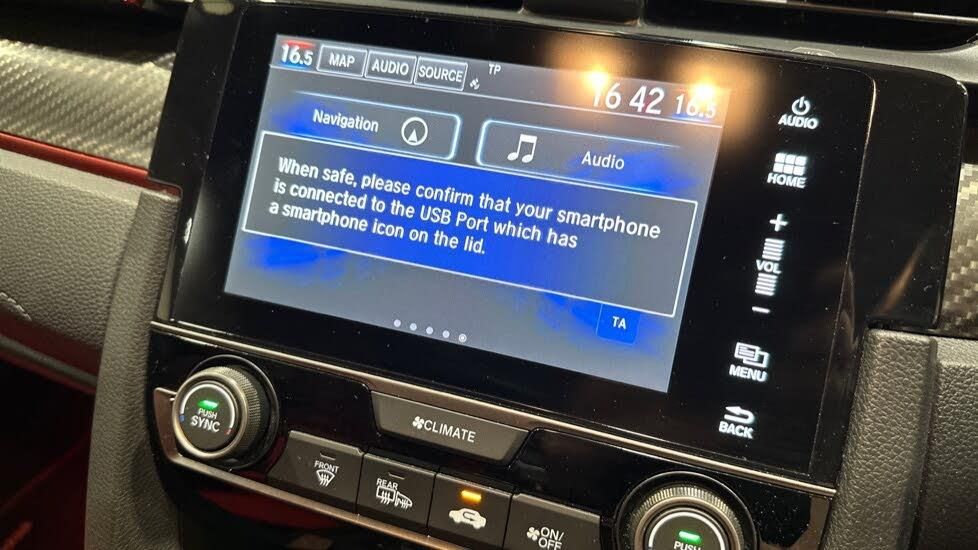 16.5 MAP AUDIO SOURCE TP 16 42 16.5
AUDIO
Navigation Audio
HOME
When safe, please confirm that your smartphone
is connected to the USB Port which has
a smartphone icon on the lid.
+
VOL
−
TA
MENU
BACK
PUSH
SYNC
CLIMATE
FRONT
REAR
ON/
OFF
PUSH